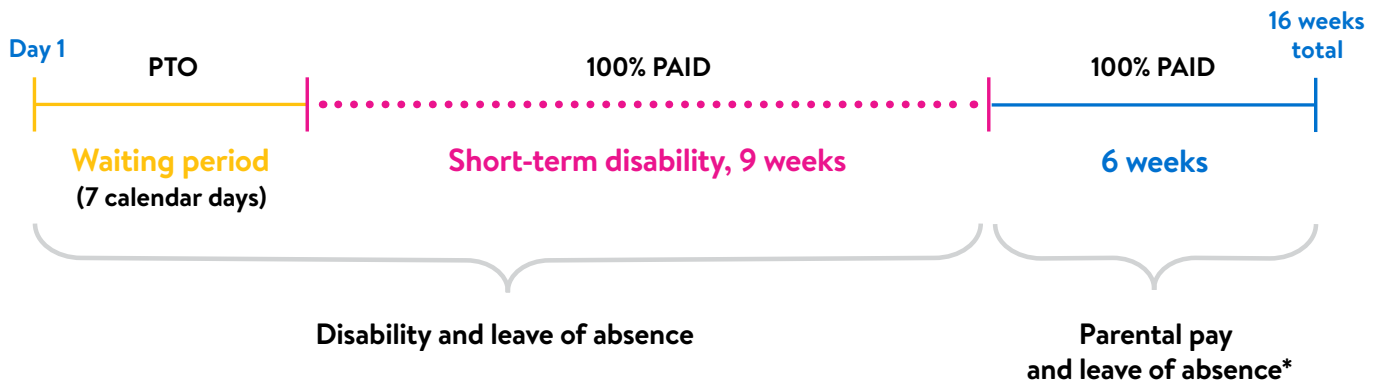 Day 1
PTO
100% PAID
100% PAID
16 weeks
total
Waiting period
(7 calendar days)
Short-term disability, 9 weeks
6 weeks
Disability and leave of absence
Parental pay
and leave of absence*